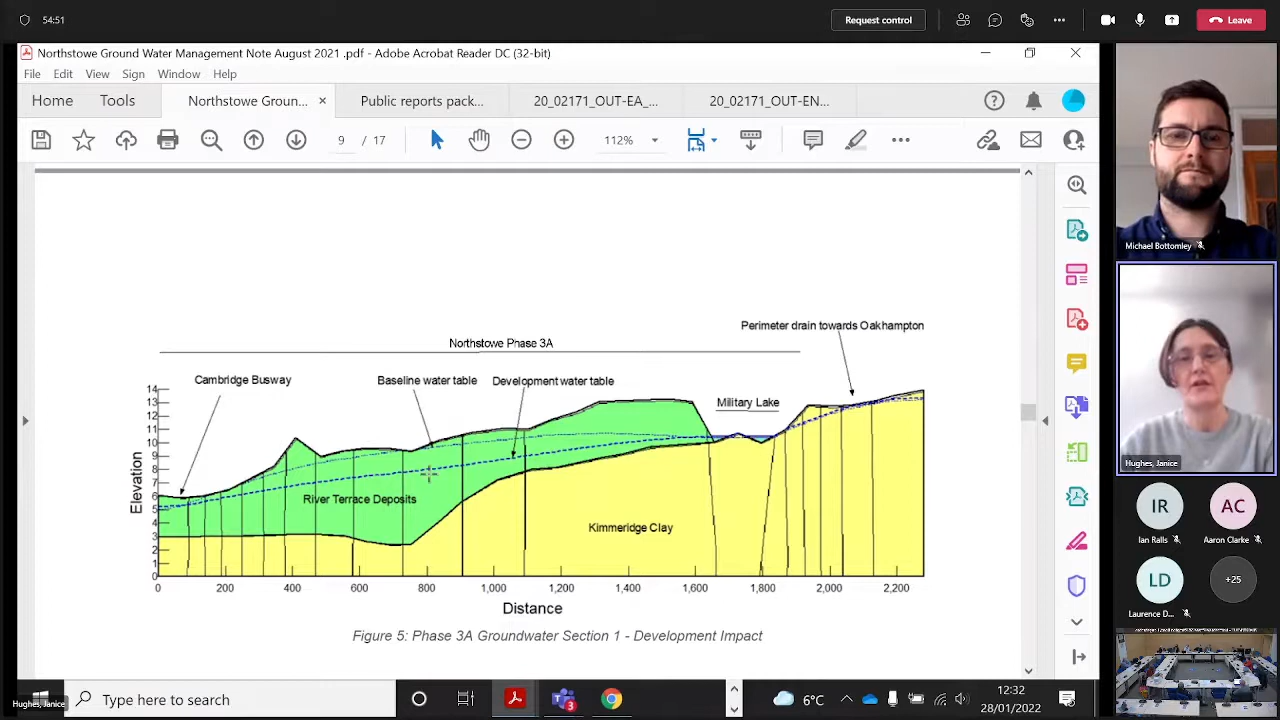 54:51
Request control
Leave
Northstowe Ground Water Management Note August 2021 .pdf - Adobe Acrobat Reader DC (32-bit)
File Edit View Sign Window Help
Home Tools Northstowe Groun... × Public reports pack... 20_02171_OUT-EA_... 20_02171_OUT-EN...
9 / 17 112%
Michael Bottomley
Perimeter drain towards Oakhampton
Northstowe Phase 3A
Cambridge Busway
Baseline water table
Development water table
Military Lake
Elevation
14
13
12
11
10
9
8
7
6
5
4
3
2
1
0
River Terrace Deposits
Kimmeridge Clay
0 200 400 600 800 1,000 1,200 1,400 1,600 1,800 2,000 2,200
Distance
Figure 5: Phase 3A Groundwater Section 1 - Development Impact
Hughes, Janice
IR
AC
Ian Ralls
Aaron Clarke
LD
+25
Laurence D...
Type here to search
3
6°C
12:32
28/01/2022
Hughes, Janice